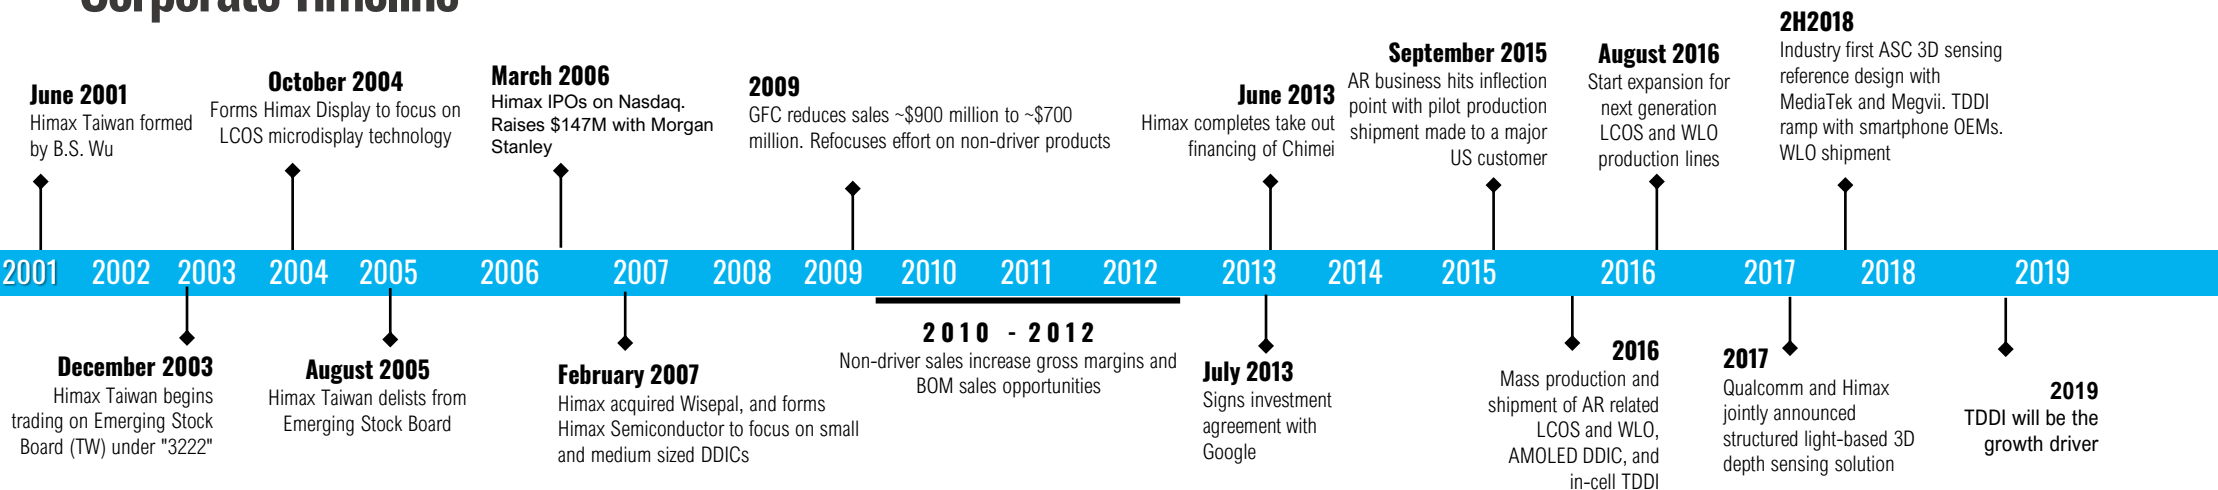 Corporate Timeline
2H2018
Industry first ASC 3D sensing
reference design with
MediaTek and Megvii. TDDI
ramp with smartphone OEMs.
WLO shipment
September 2015
AR business hits inflection
point with pilot production
shipment made to a major
US customer
August 2016
Start expansion for
next generation
LCOS and WLO
production lines
June 2001
Himax Taiwan formed
by B.S. Wu
October 2004
Forms Himax Display to focus on
LCOS microdisplay technology
March 2006
Himax IPOs on Nasdaq.
Raises $147M with Morgan
Stanley
2009
GFC reduces sales ~$900 million to ~$700
million. Refocuses effort on non-driver products
June 2013
Himax completes take out
financing of Chimei
2001 2002 2003 2004 2005 2006 2007 2008 2009 2010 2011 2012 2013 2014 2015 2016 2017 2018 2019
December 2003
Himax Taiwan begins
trading on Emerging Stock
Board (TW) under "3222"
August 2005
Himax Taiwan delists from
Emerging Stock Board
February 2007
Himax acquired Wisepal, and forms
Himax Semiconductor to focus on small
and medium sized DDICs
2010 - 2012
Non-driver sales increase gross margins and
BOM sales opportunities
July 2013
Signs investment
agreement with
Google
2016
Mass production and
shipment of AR related
LCOS and WLO,
AMOLED DDIC, and
in-cell TDDI
2017
Qualcomm and Himax
jointly announced
structured light-based 3D
depth sensing solution
2019
TDDI will be the
growth driver